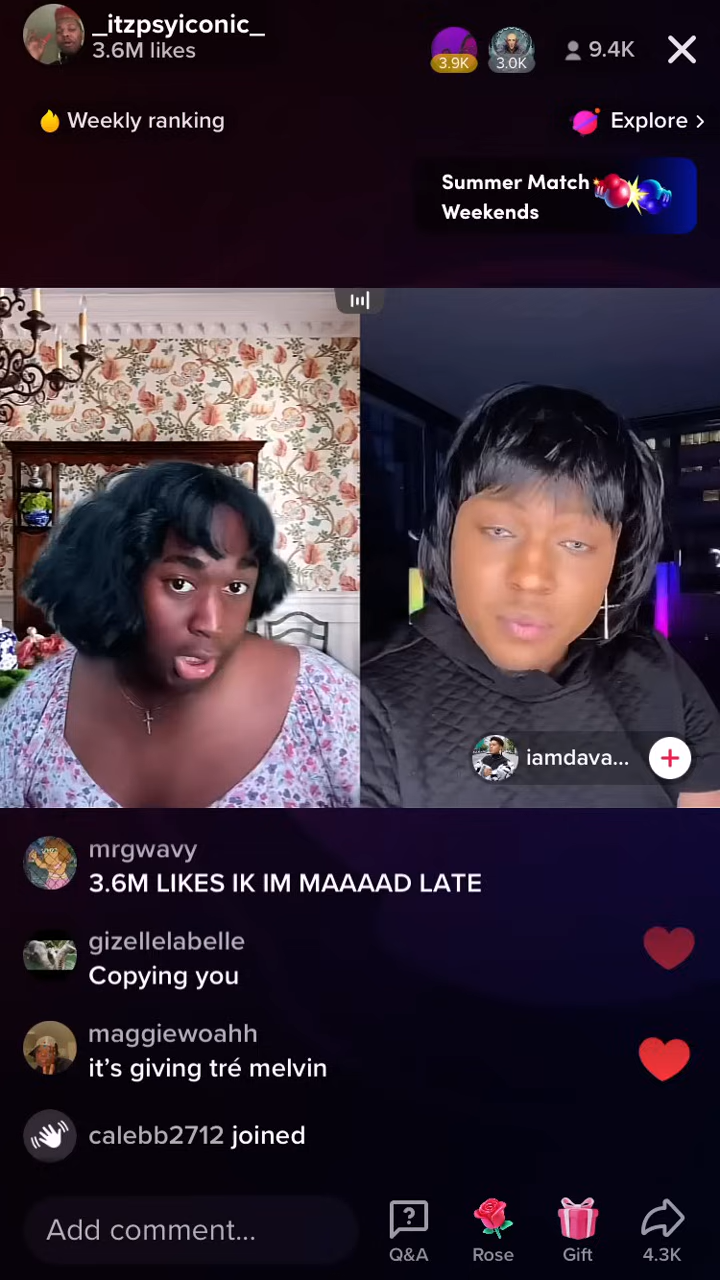 _itzpsyiconic_
3.6M likes
3.9K
3.0K
9.4K
Weekly ranking
Explore
Summer Match
Weekends
iamdava...
mrgwavy
3.6M LIKES IK IM MAAAAD LATE
gizellelabelle
Copying you
maggiewoahh
it’s giving tré melvin
calebb2712 joined
Add comment...
Q&A
Rose
Gift
4.3K